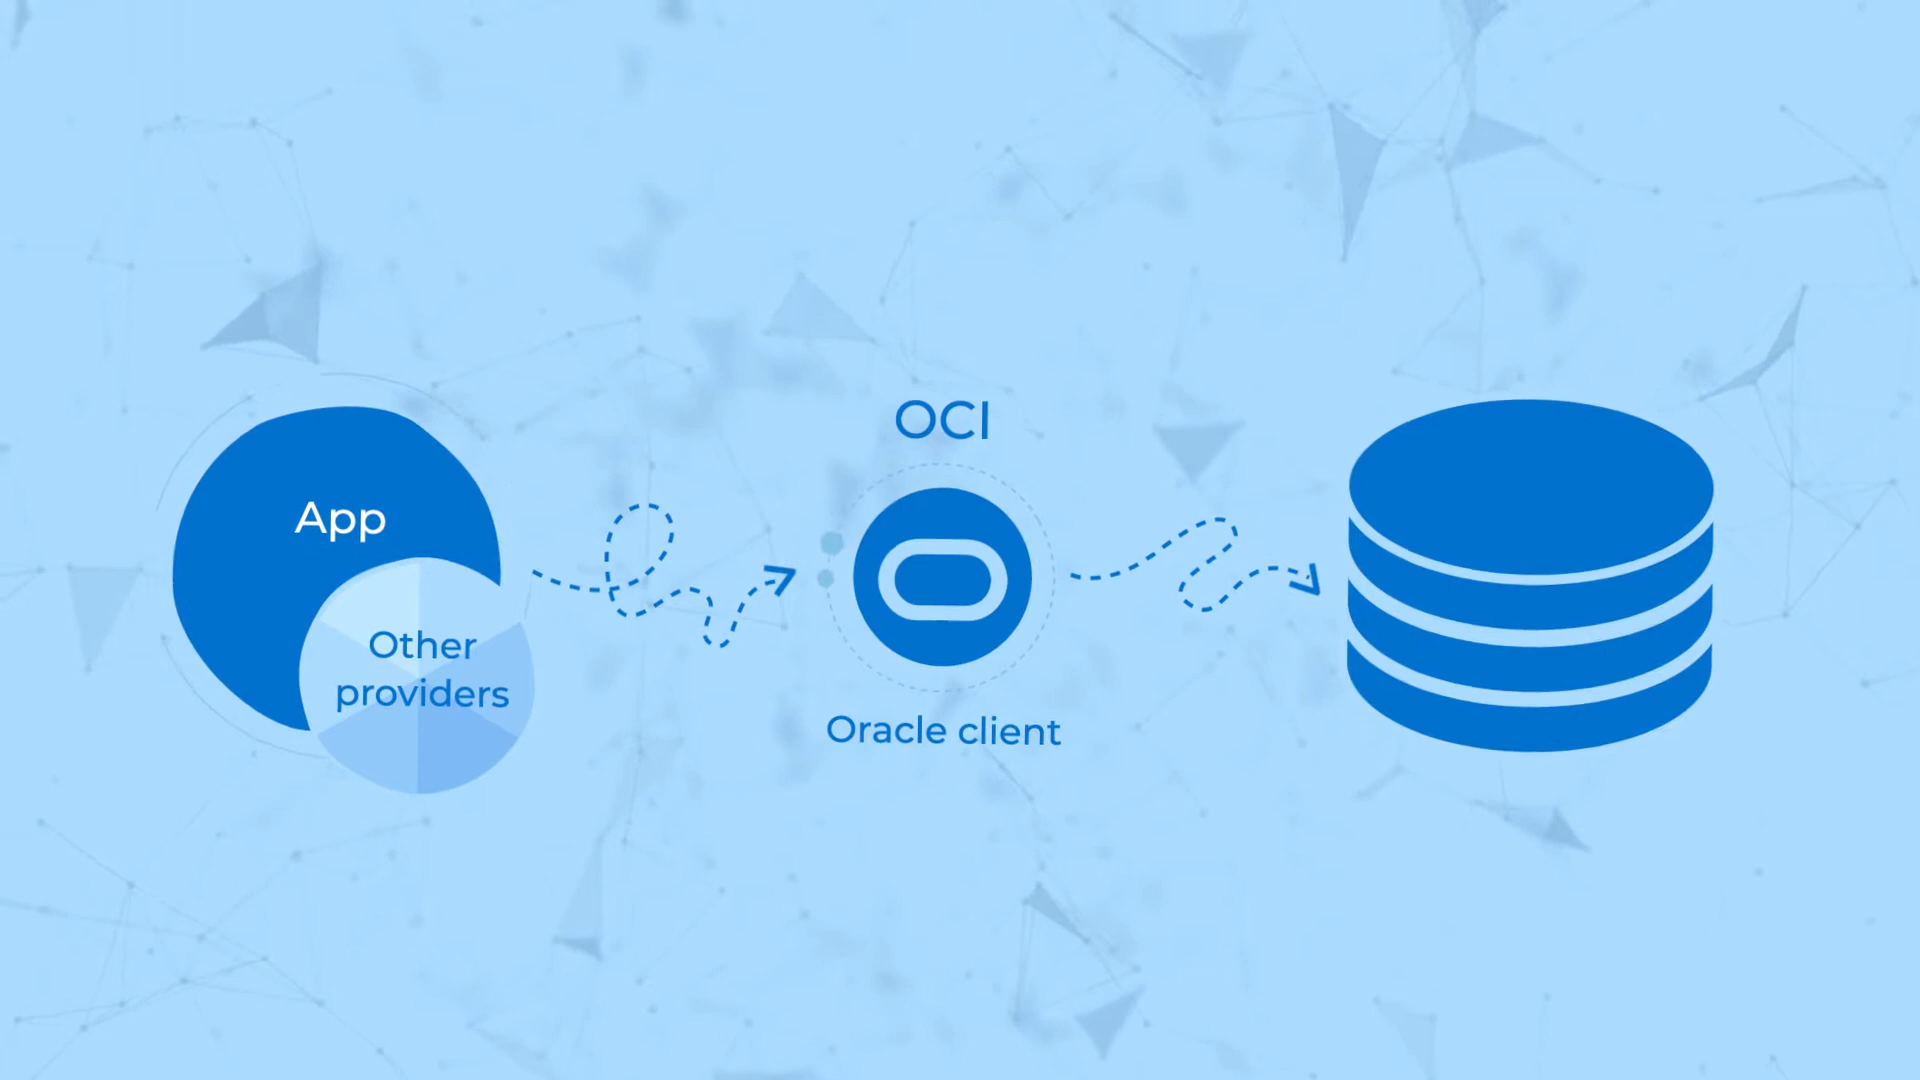 App
Other
providers
OCI
Oracle client